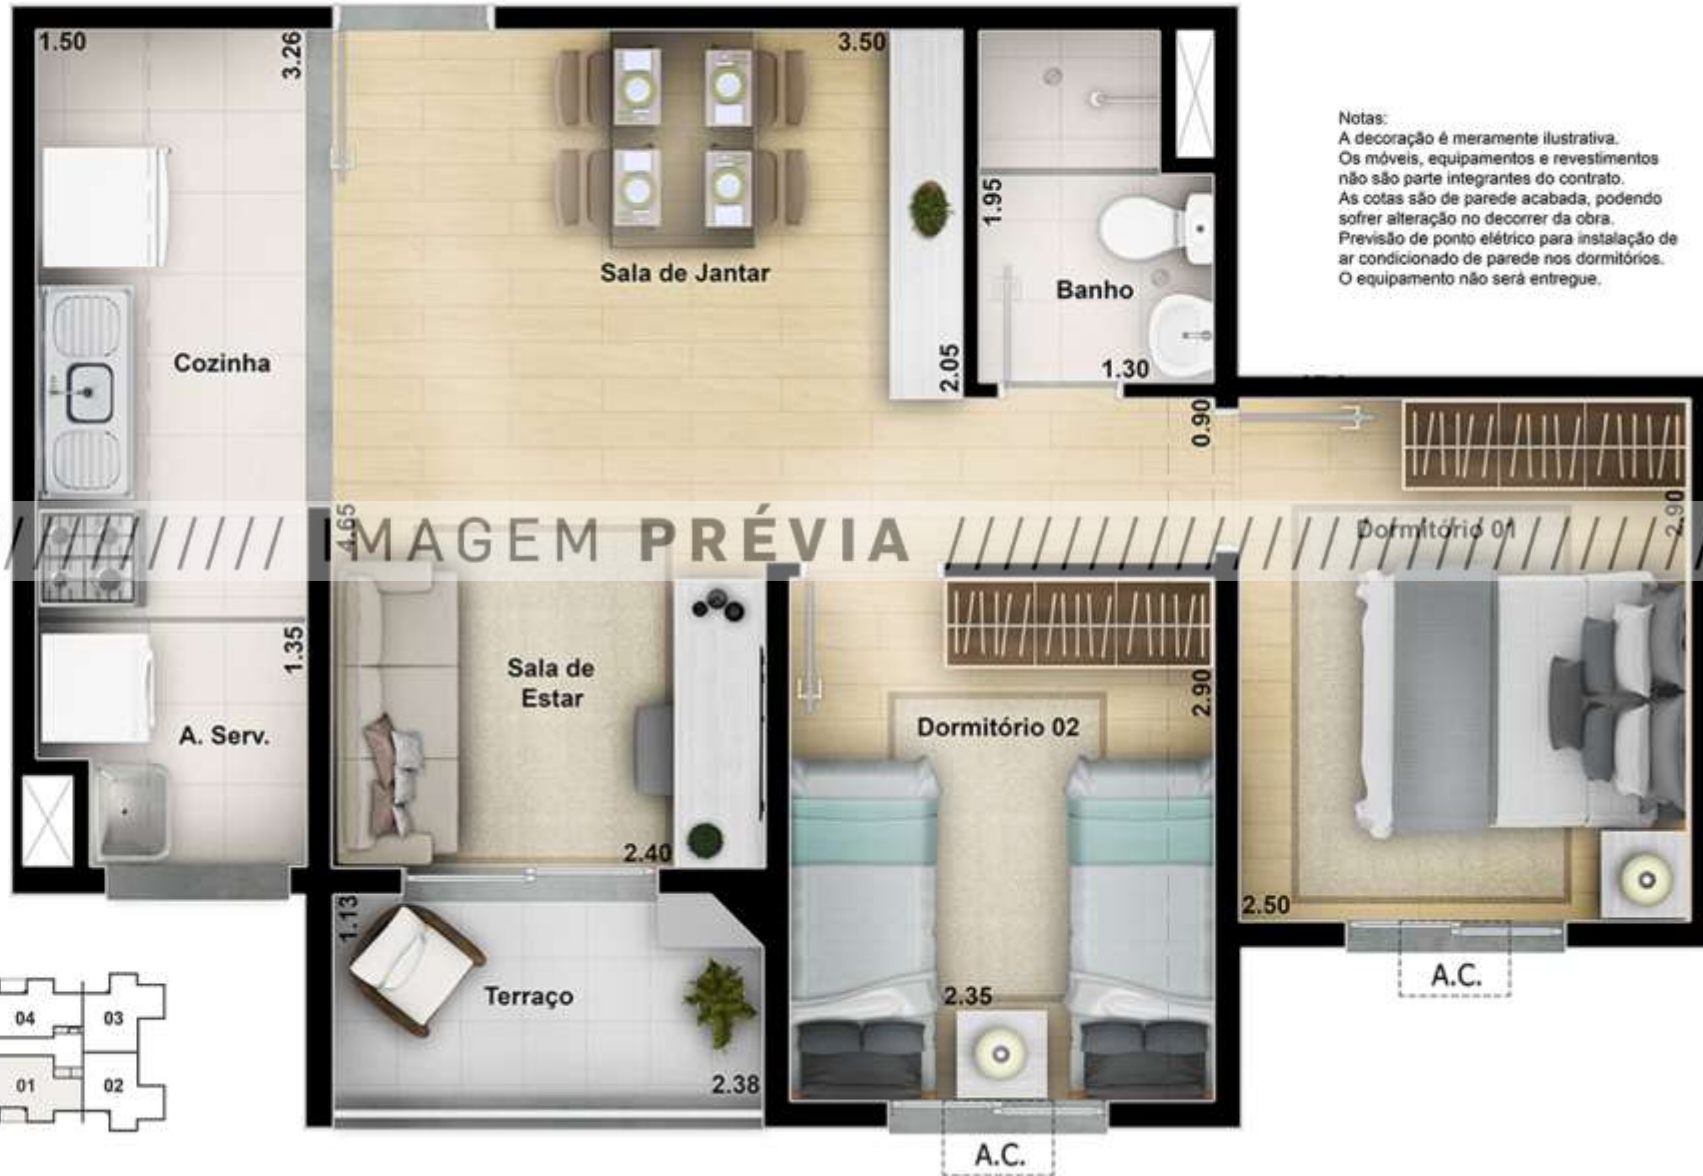 1.50
3.26
3.50
Notas:
A decoração é meramente ilustrativa.
Os móveis, equipamentos e revestimentos
não são parte integrantes do contrato.
As cotas são de parede acabada, podendo
sofrer alteração no decorrer da obra.
Previsão de ponto elétrico para instalação de
ar condicionado de parede nos dormitórios.
O equipamento não será entregue.
1.95
Sala de Jantar
Banho
Cozinha
2.05
1.30
0.90
4.65
IMAGEM PRÉVIA
Dormitório 01
2.90
1.35
Sala de
Estar
2.90
Dormitório 02
A. Serv.
2.40
1.13
2.50
A.C.
Terraço
2.35
2.38
04
03
01
02
A.C.